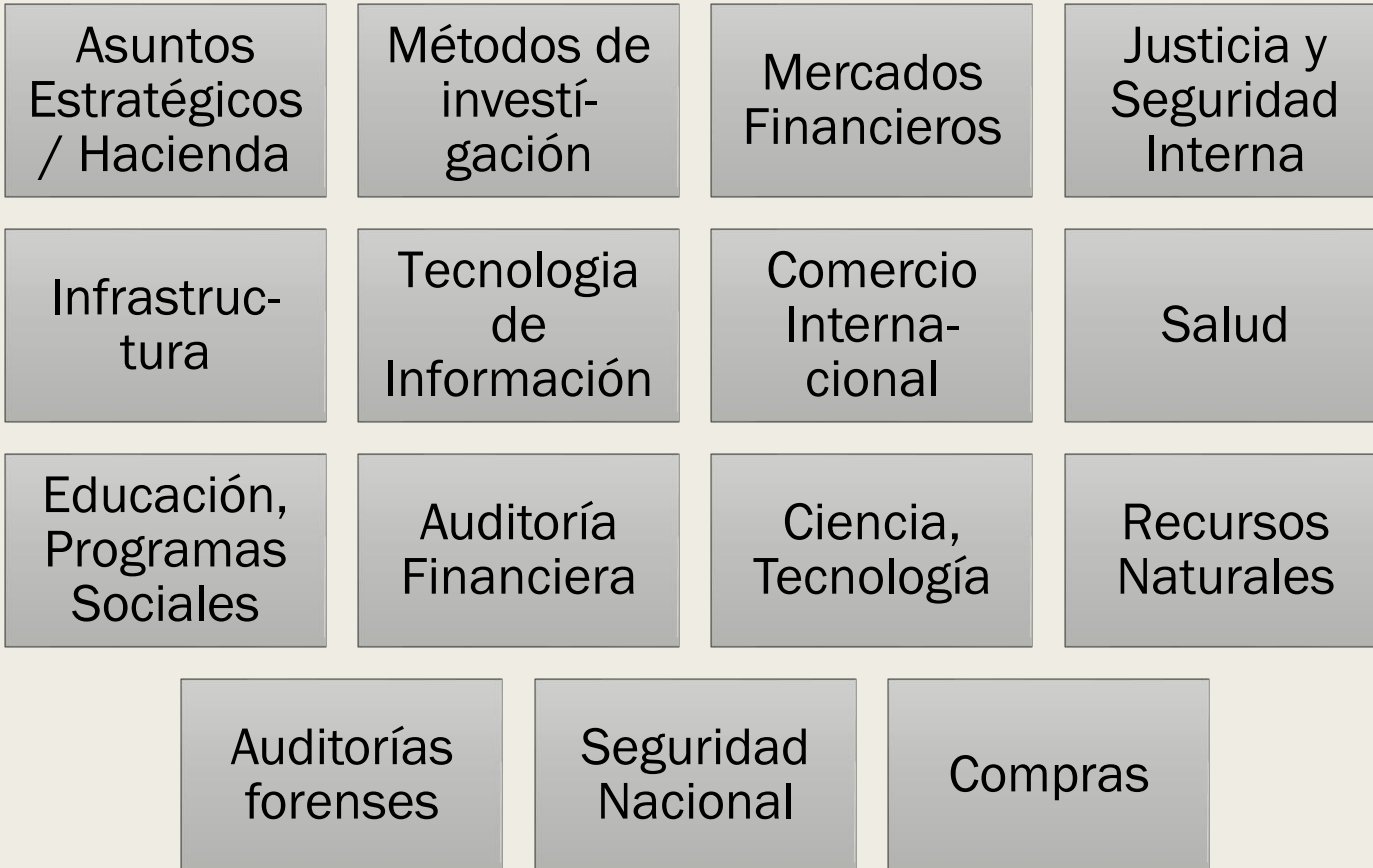 Asuntos
Estratégicos
/ Hacienda
Métodos de
investí-
gación
Mercados
Financieros
Justicia y
Seguridad
Interna
Infrastruc-
tura
Tecnologia
de
Información
Comercio
Interna-
cional
Salud
Educación,
Programas
Sociales
Auditoría
Financiera
Ciencia,
Tecnología
Recursos
Naturales
Auditorías
forenses
Seguridad
Nacional
Compras